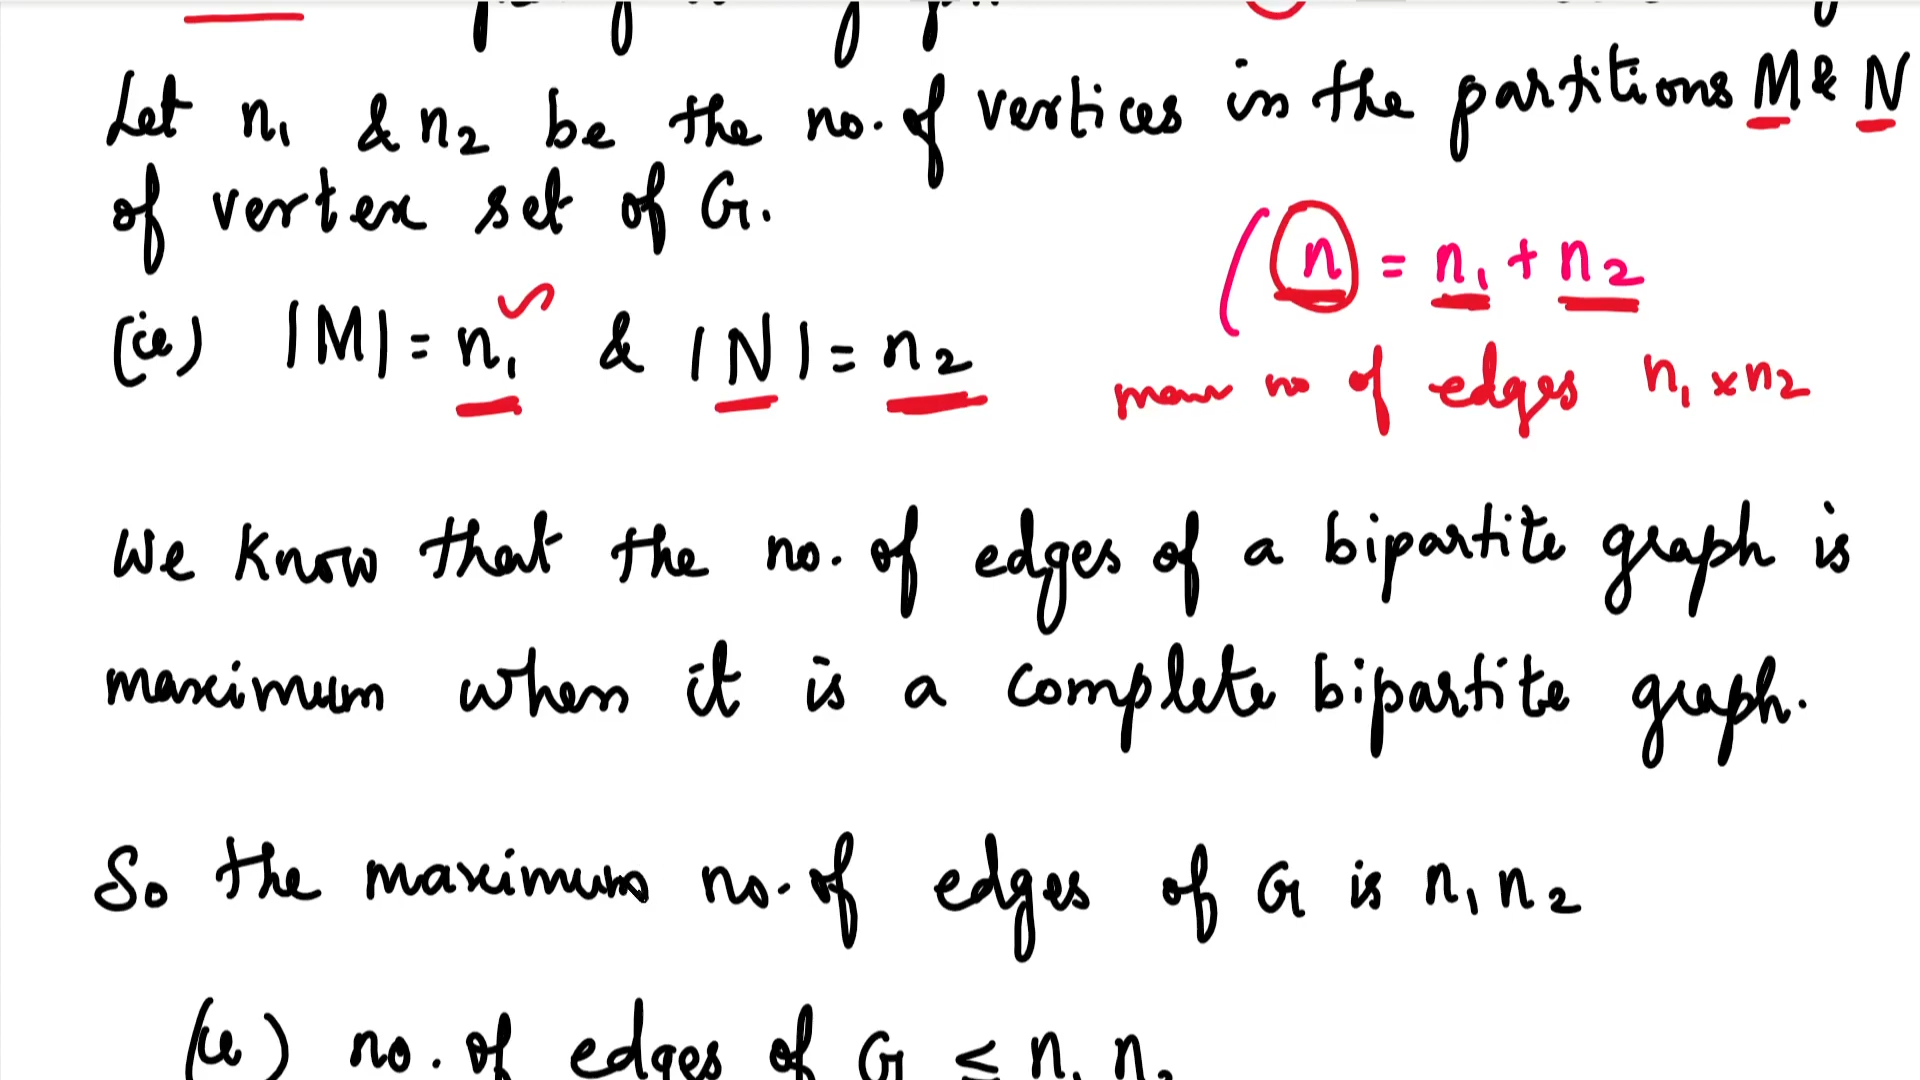 Let n₁ & n₂ be the no. of vertices in the partitions M & N
of vertex set of G.
(n = n₁ + n₂
(ie) |M| = n₁ & |N| = n₂
max no of edges n₁ × n₂
We know that the no. of edges of a bipartite graph is
maximum when it is a complete bipartite graph.
So the maximum no. of edges of G is n₁ n₂
(ie) no. of edges of G ≤ n₁ n₂